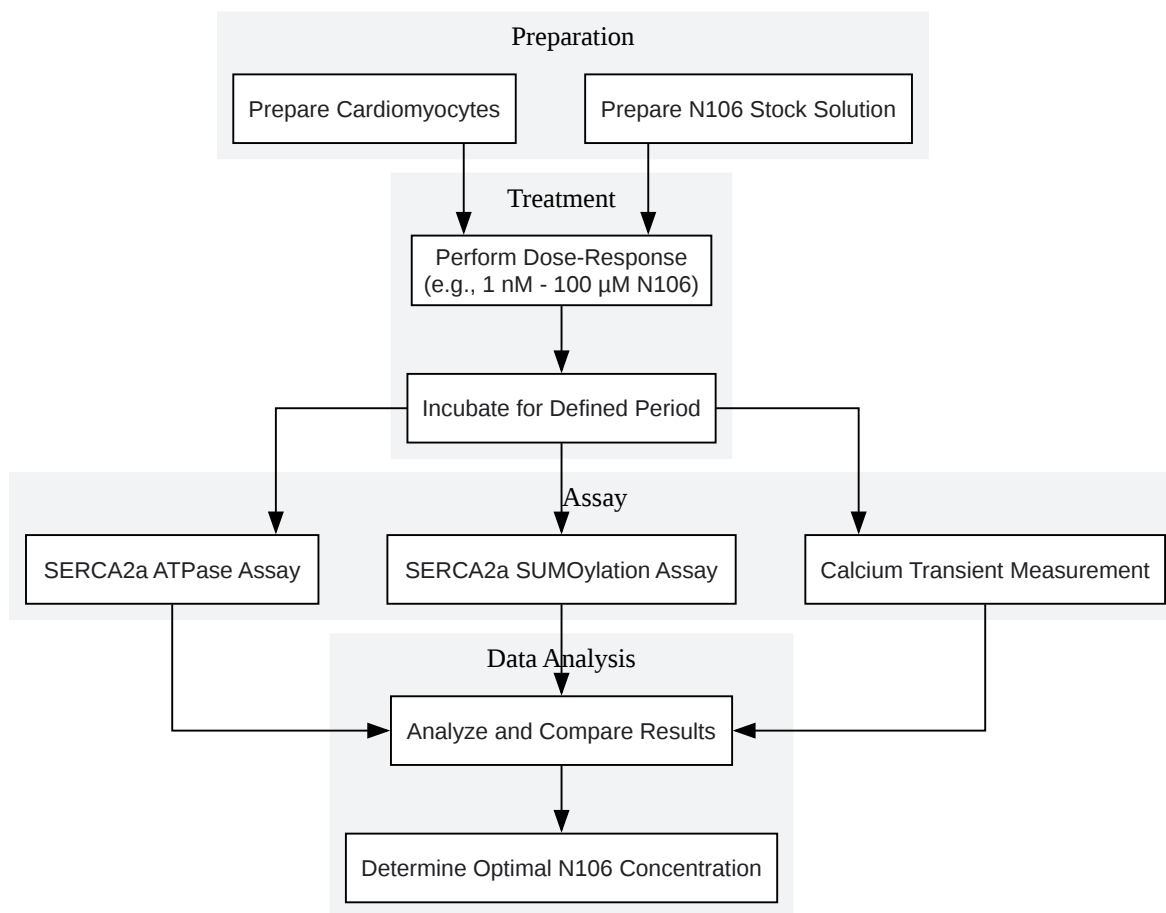 Preparation
Prepare Cardiomyocytes
Prepare N106 Stock Solution
Treatment
Perform Dose-Response
(e.g., 1 nM - 100 µM N106)
Incubate for Defined Period
Assay
SERCA2a ATPase Assay
SERCA2a SUMOylation Assay
Calcium Transient Measurement
Data Analysis
Analyze and Compare Results
Determine Optimal N106 Concentration